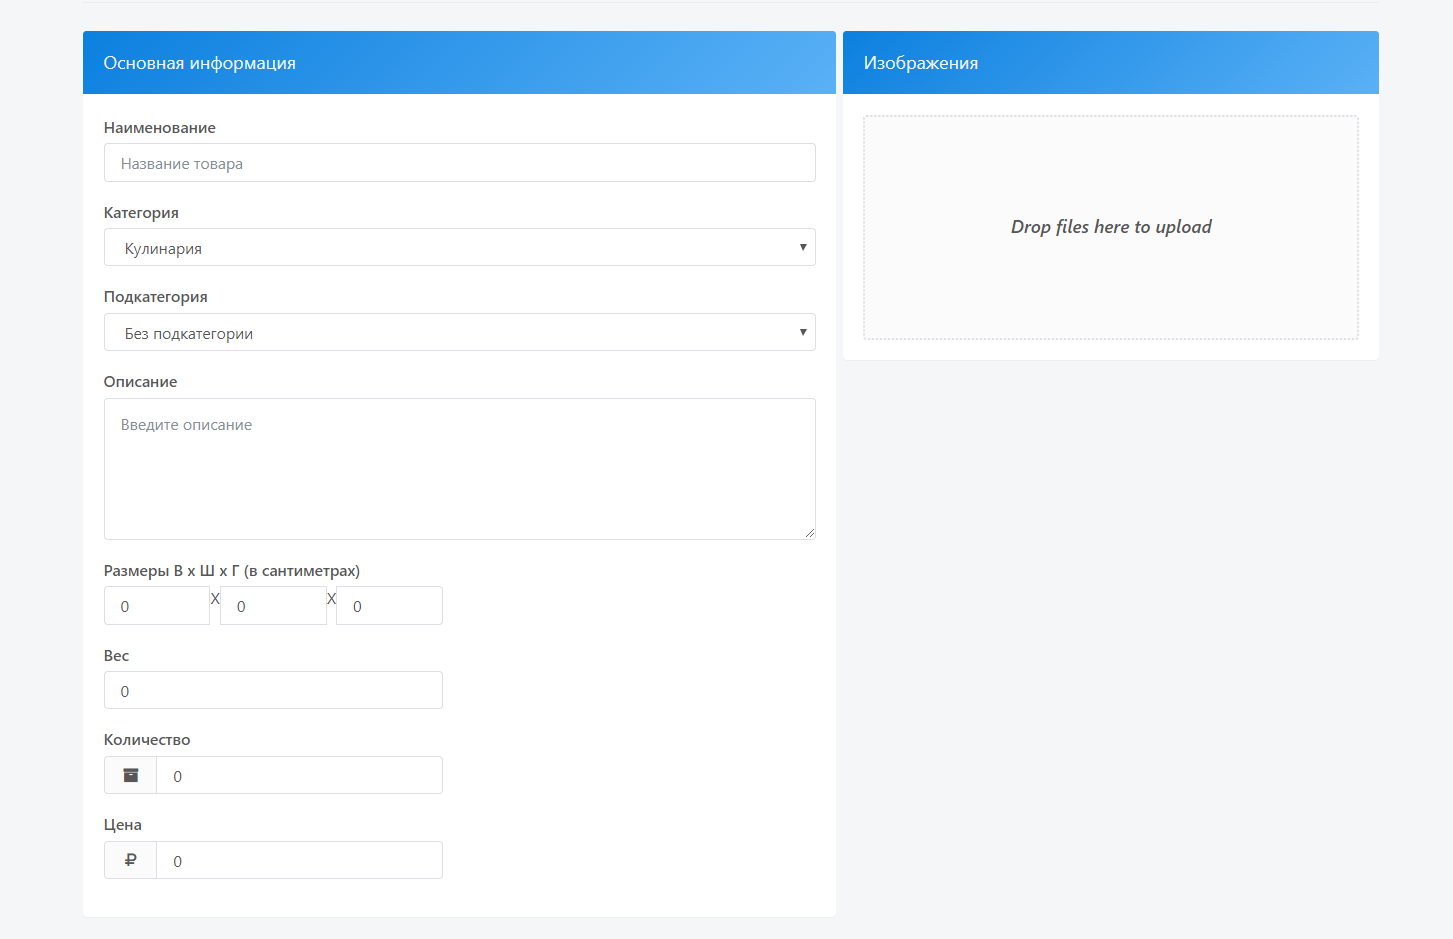 Основная информация
Наименование
Название товара
Категория
Кулинария
Подкатегория
Без подкатегории
Описание
Введите описание
Размеры В х Ш х Г (в сантиметрах)
0 X 0 X 0
Вес
0
Количество
0
Цена
₽ 0
Изображения
Drop files here to upload